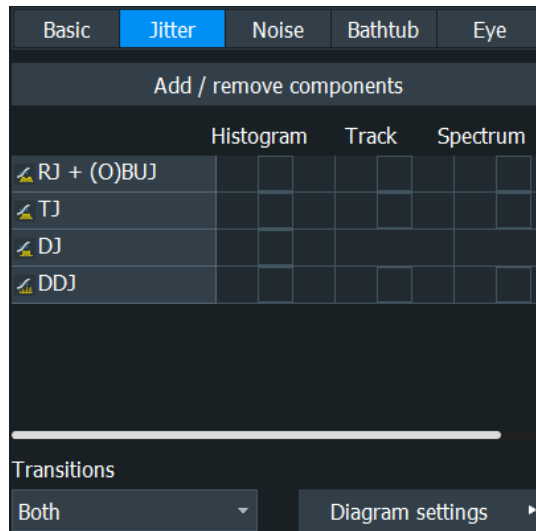 Basic Jitter Noise Bathtub Eye
Add / remove components
Histogram Track Spectrum
RJ + (O)BUJ
TJ
DJ
DDJ
Transitions
Both Diagram settings